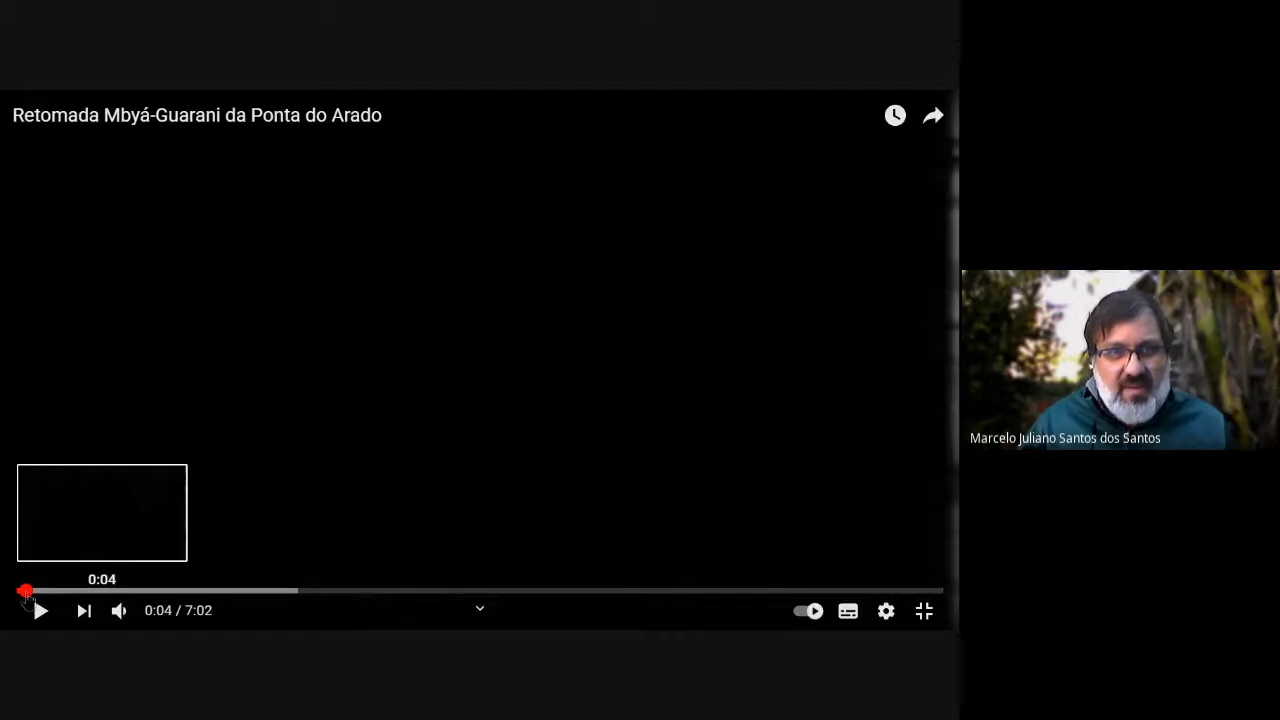 Retomada Mbyá-Guarani da Ponta do Arado
Marcelo Juliano Santos dos Santos
0:04
0:04 / 7:02